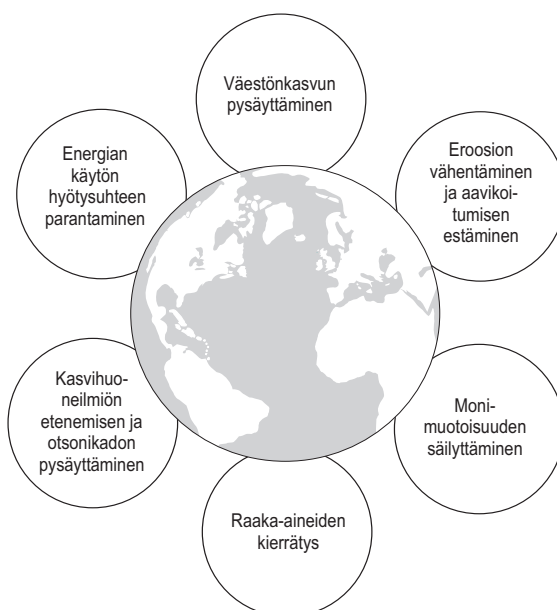 Väestönkasvun
pysäyttäminen
Energian
käytön
hyötysuhteen
parantaminen
Eroosion
vähentäminen
ja aavikoi-
tumisen
estäminen
Kasvihuo-
neilmiön
etenemisen ja
otsonikadon
pysäyttäminen
Moni-
muotoisuuden
säilyttäminen
Raaka-aineiden
kierrätys